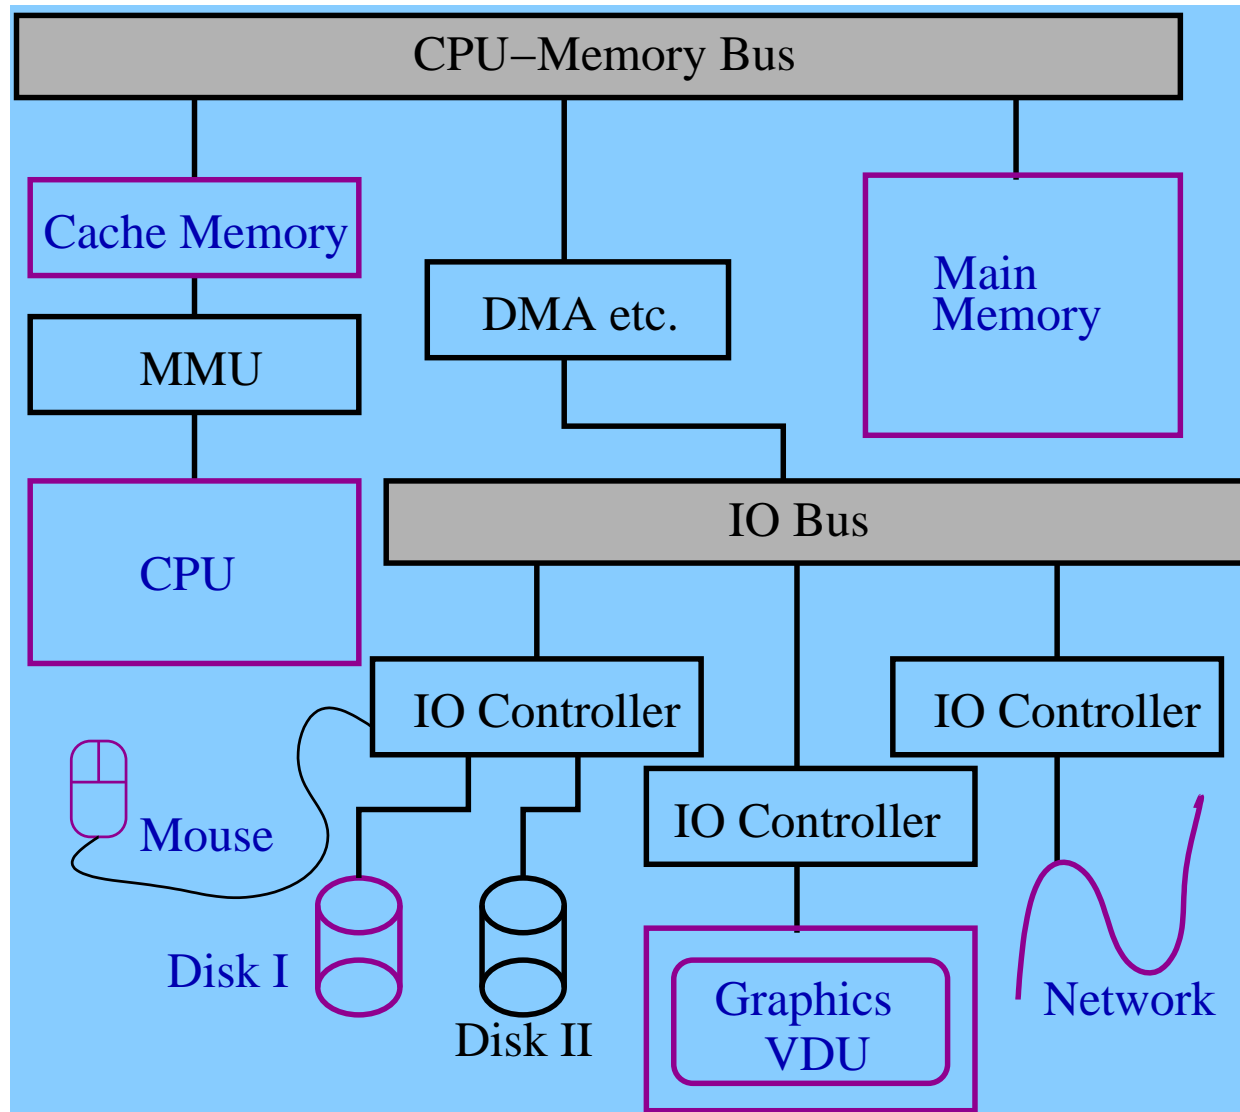 CPU–Memory Bus
Cache Memory
Main
Memory
DMA etc.
MMU
IO Bus
CPU
IO Controller
IO Controller
IO Controller
Mouse
Disk I
Disk II
Graphics
VDU
Network